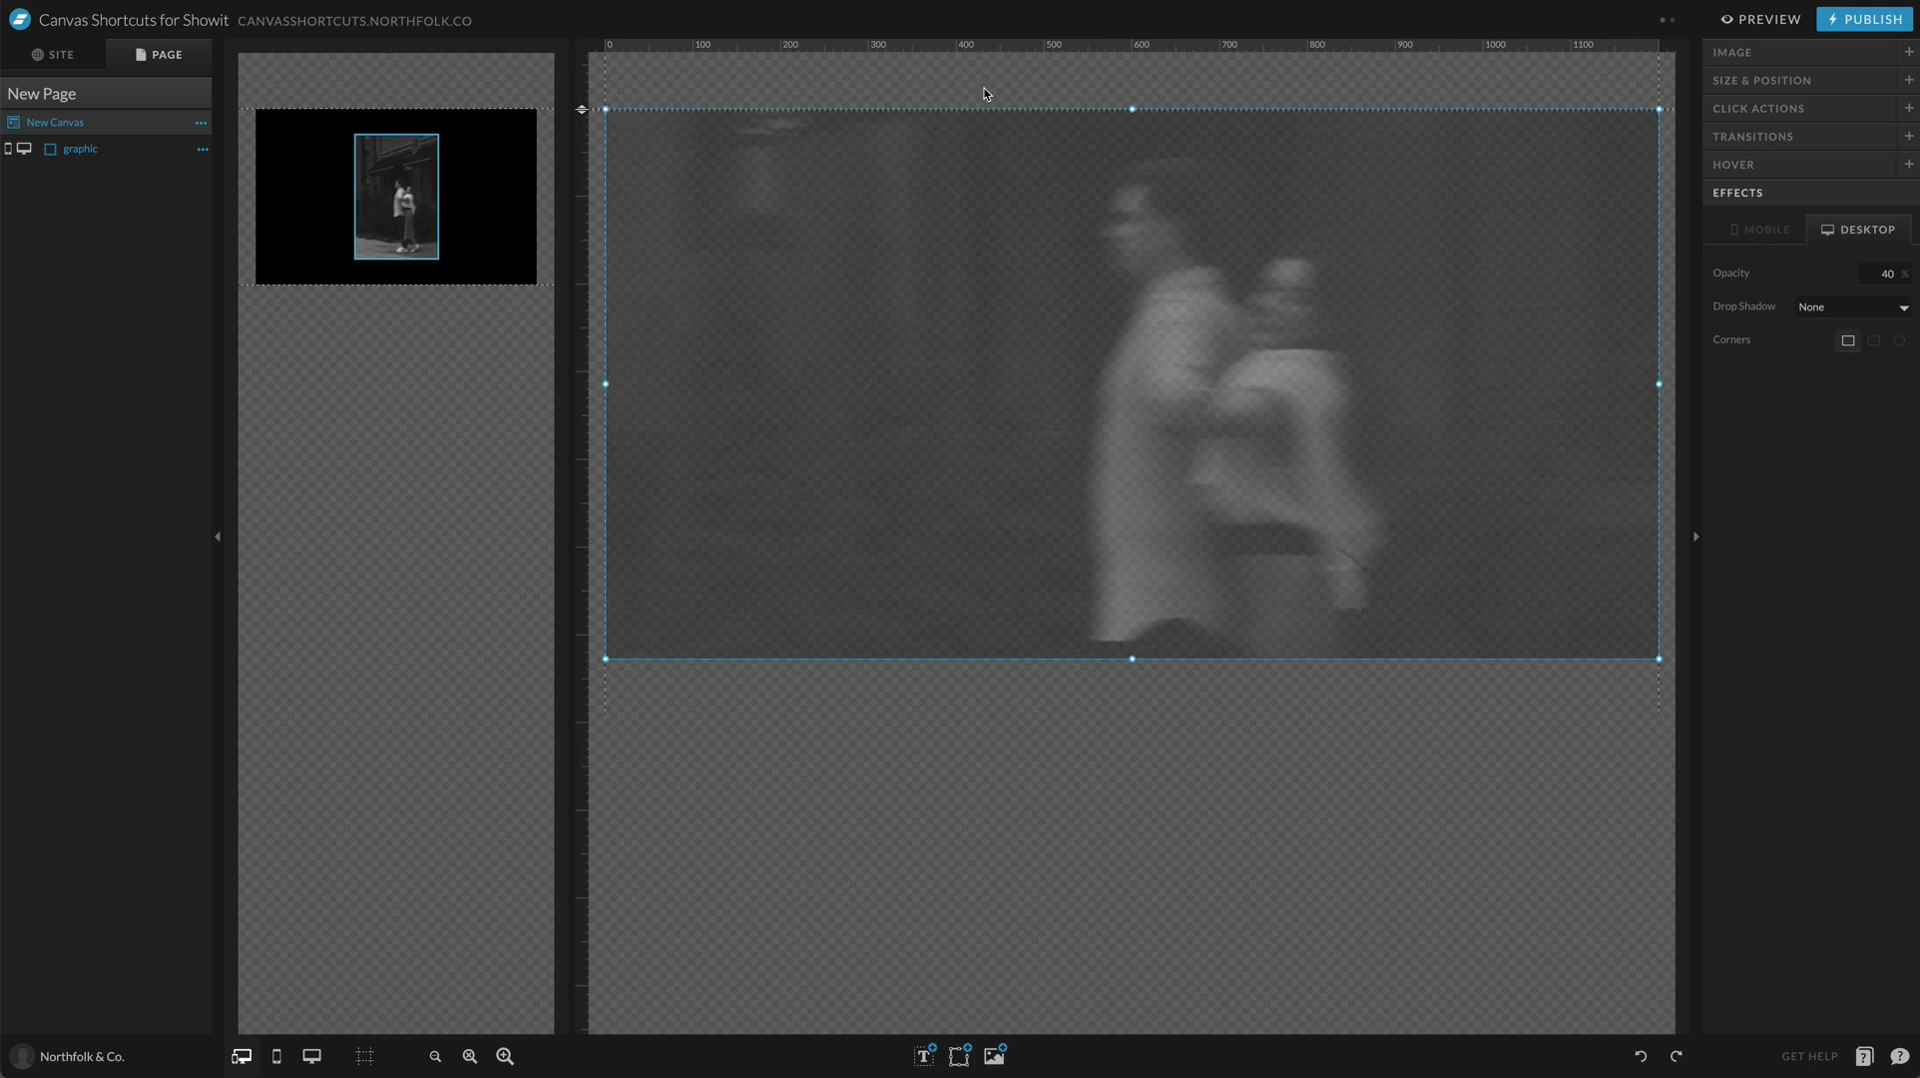 Canvas Shortcuts for Showit CANVASSHORTCUTS.NORTHFOLK.CO
PREVIEW
PUBLISH
SITE
PAGE
New Page
New Canvas
graphic
0 100 200 300 400 500 600 700 800 900 1000 1100
IMAGE
SIZE & POSITION
CLICK ACTIONS
TRANSITIONS
HOVER
EFFECTS
MOBILE
DESKTOP
Opacity 40 %
Drop Shadow None
Corners
Northfolk & Co.
T
GET HELP